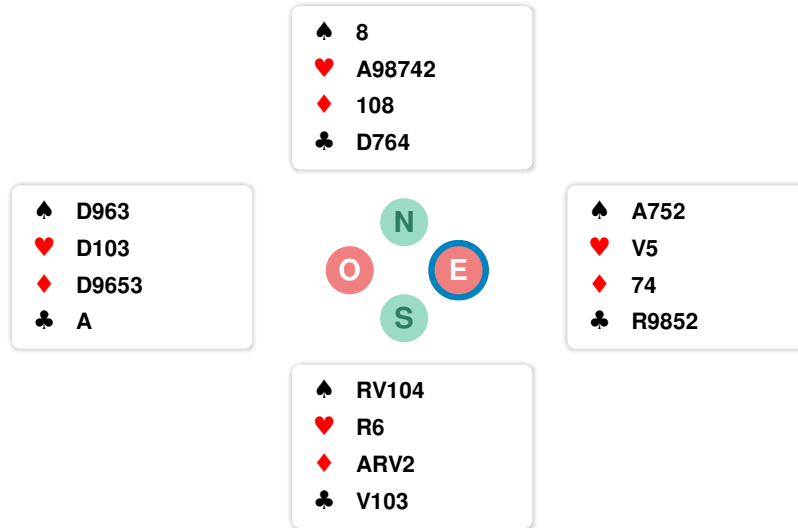 ♠ 8
♥ A98742
♦ 108
♣ D764
♠ D963
♥ D103
♦ D9653
♣ A
N
O E
S
♠ A752
♥ V5
♦ 74
♣ R9852
♠ RV104
♥ R6
♦ ARV2
♣ V103